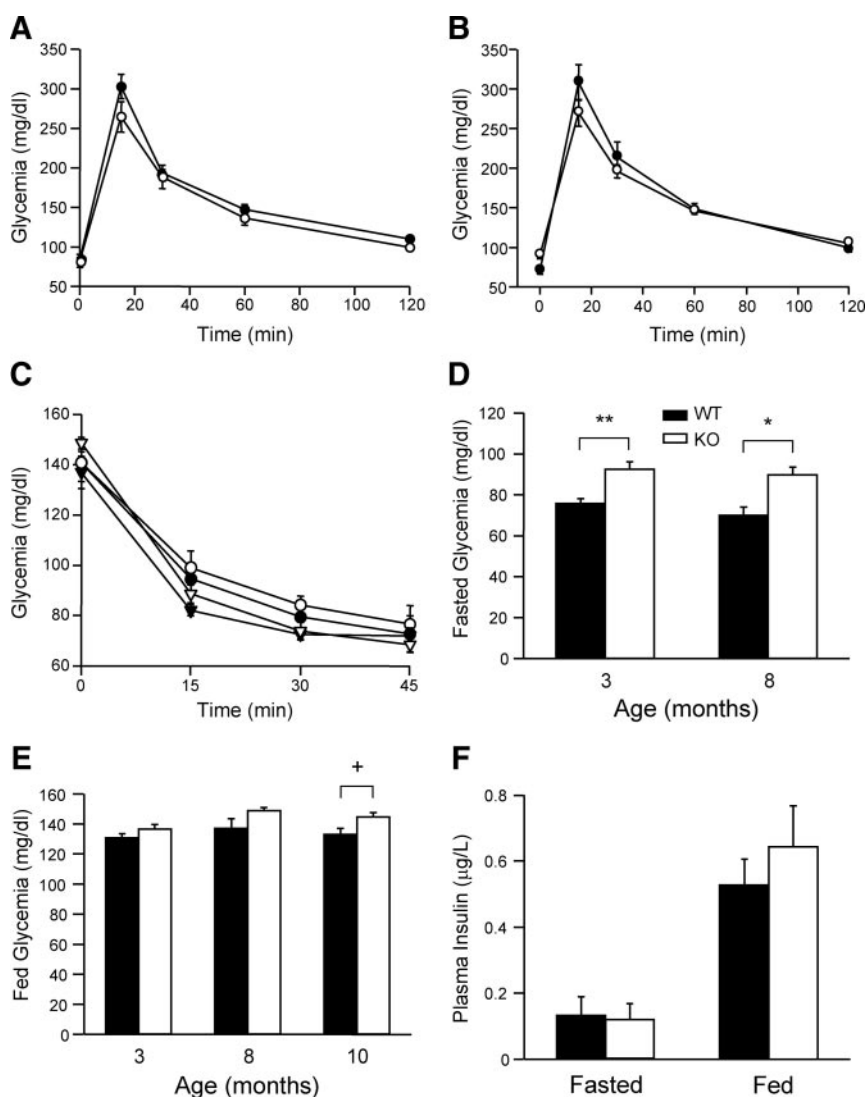 A
350
300
250
200
150
100
50
Glycemia (mg/dl)
0 20 40 60 80 100 120
Time (min)
B
350
300
250
200
150
100
50
Glycemia (mg/dl)
0 20 40 60 80 100 120
Time (min)
C
160
140
120
100
80
60
Glycemia (mg/dl)
0 15 30 45
Time (min)
D
120
100
80
60
40
20
0
Fasted Glycemia (mg/dl)
WT
KO
** *
3 8
Age (months)
E
160
140
120
100
80
60
40
20
0
Fed Glycemia (mg/dl)
+
3 8 10
Age (months)
F
0.8
0.6
0.4
0.2
0
Plasma Insulin (µg/L)
Fasted Fed